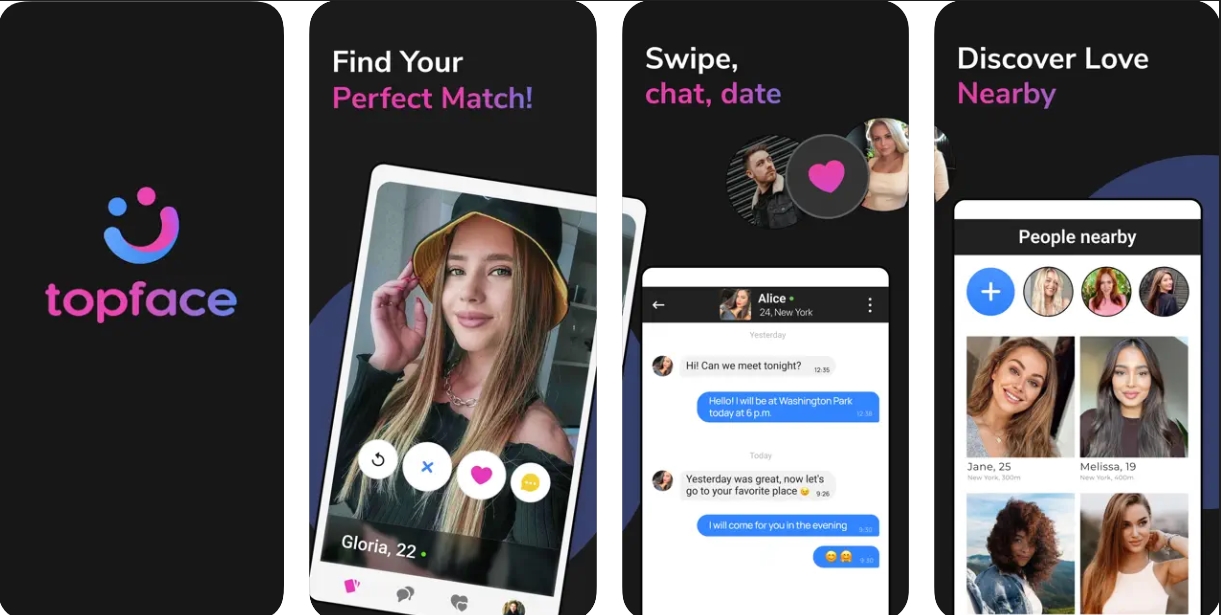 topface
Find Your
Perfect Match!
Gloria, 22
Swipe,
chat, date
Alice
24, New York
Yesterday
Hi! Can we meet tonight?
12:35
Hello! I will be at Washington Park
today at 6 p.m.
12:38
Today
Yesterday was great, now let's
go to your favorite place 😉
9:26
I will come for you in the evening
9:30
😊 🤗
9:30
Discover Love
Nearby
People nearby
Jane, 25
New York, 300m
Melissa, 19
New York, 400m